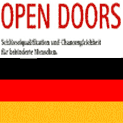 OPEN DOORS
Schlüsselqualifikation und Chancengleichheit
für behinderte Menschen.